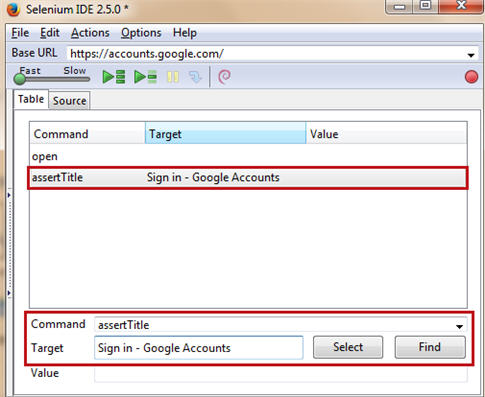 Selenium IDE 2.5.0 *
File Edit Actions Options Help
Base URL https://accounts.google.com/
Fast Slow
Table Source
Command Target Value
open
assertTitle Sign in - Google Accounts
Command assertTitle
Target Sign in - Google Accounts Select Find
Value